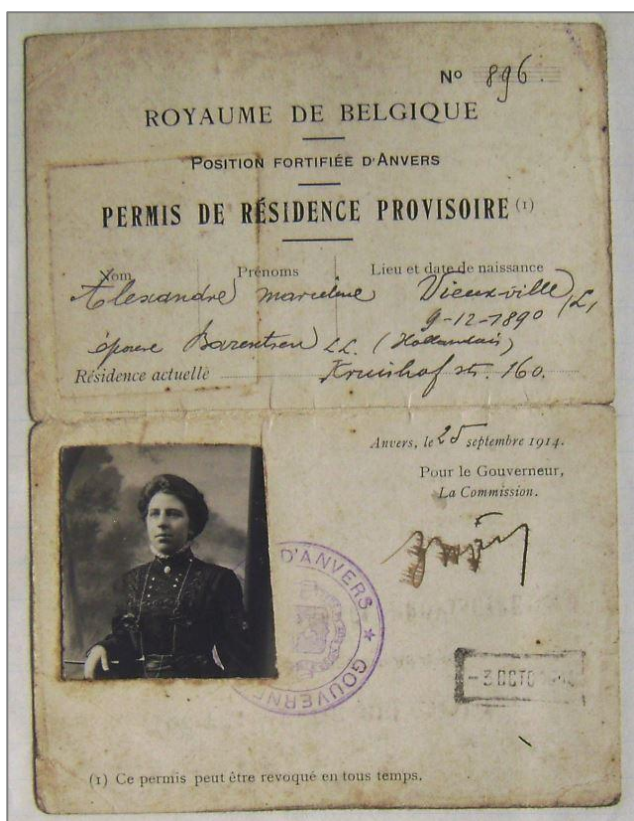 Nº 896.
ROYAUME DE BELGIQUE
POSITION FORTIFIÉE D'ANVERS
PERMIS DE RÉSIDENCE PROVISOIRE (1)
Nom Prénoms Lieu et date de naissance
Alexandre marceline Vieux-ville (L,
9-12-1890
épouse Barentsen L.L. (Hollandais)
Résidence actuelle Kruishof str. 160.
Anvers, le 25 septembre 1914.
Pour le Gouverneur,
La Commission.
D'ANVERS ★ GOUVERNE
-3 OCTO
(1) Ce permis peut être revoqué en tous temps.